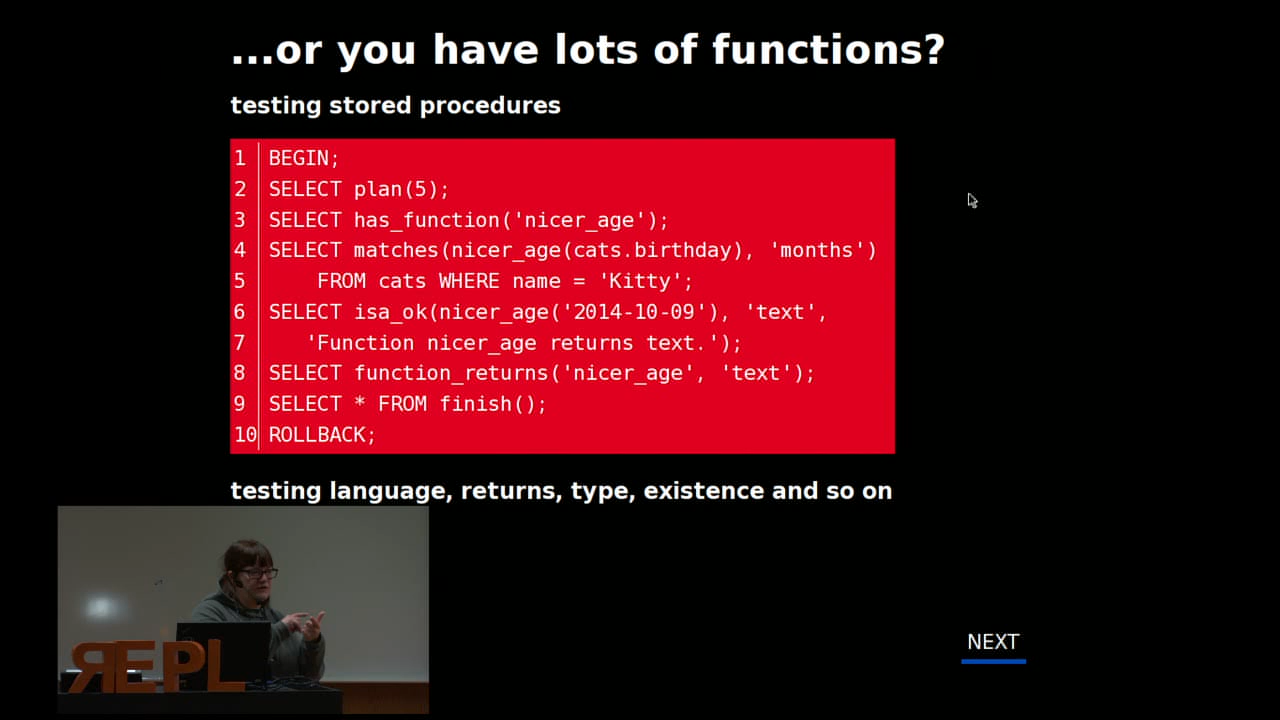 ...or you have lots of functions?
testing stored procedures
1 BEGIN;
2 SELECT plan(5);
3 SELECT has_function('nicer_age');
4 SELECT matches(nicer_age(cats.birthday), 'months')
5     FROM cats WHERE name = 'Kitty';
6 SELECT isa_ok(nicer_age('2014-10-09'), 'text',
7    'Function nicer_age returns text.');
8 SELECT function_returns('nicer_age', 'text');
9 SELECT * FROM finish();
10 ROLLBACK;
testing language, returns, type, existence and so on
NEXT
ЯEPL